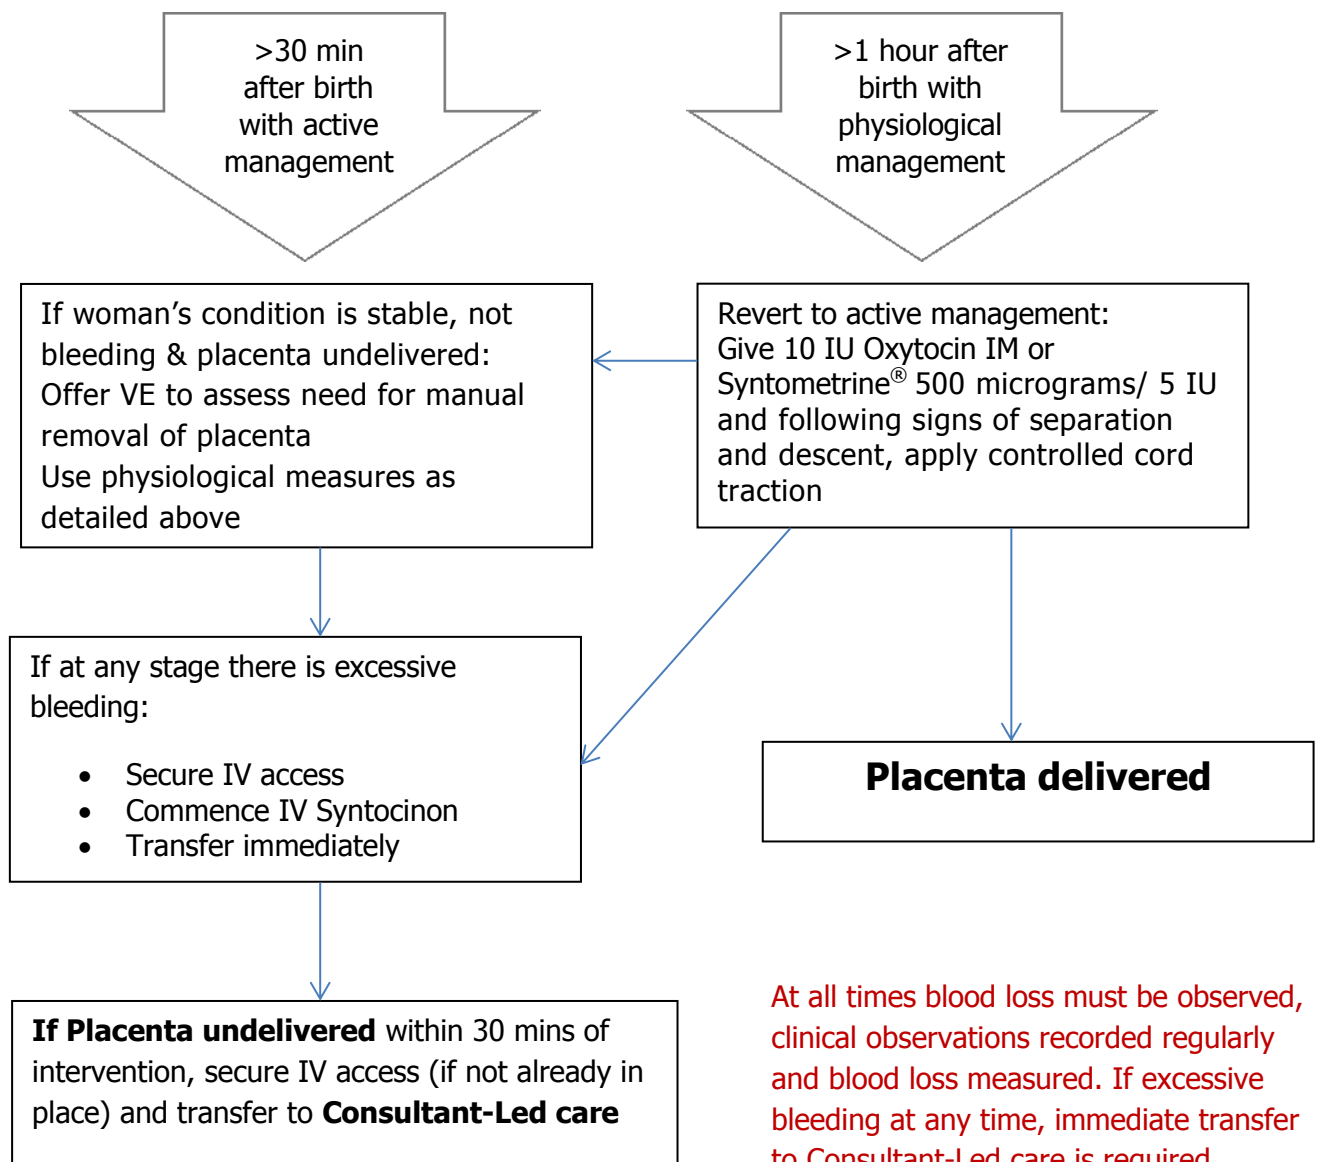 >30 min
after birth
with active
management
>1 hour after
birth with
physiological
management
If woman's condition is stable, not
bleeding & placenta undelivered:
Offer VE to assess need for manual
removal of placenta
Use physiological measures as
detailed above
Revert to active management:
Give 10 IU Oxytocin IM or
Syntometrine® 500 micrograms/ 5 IU
and following signs of separation
and descent, apply controlled cord
traction
If at any stage there is excessive
bleeding:
• Secure IV access
• Commence IV Syntocinon
• Transfer immediately
Placenta delivered
If Placenta undelivered within 30 mins of
intervention, secure IV access (if not already in
place) and transfer to Consultant-Led care
At all times blood loss must be observed,
clinical observations recorded regularly
and blood loss measured. If excessive
bleeding at any time, immediate transfer
to Consultant-Led care is required